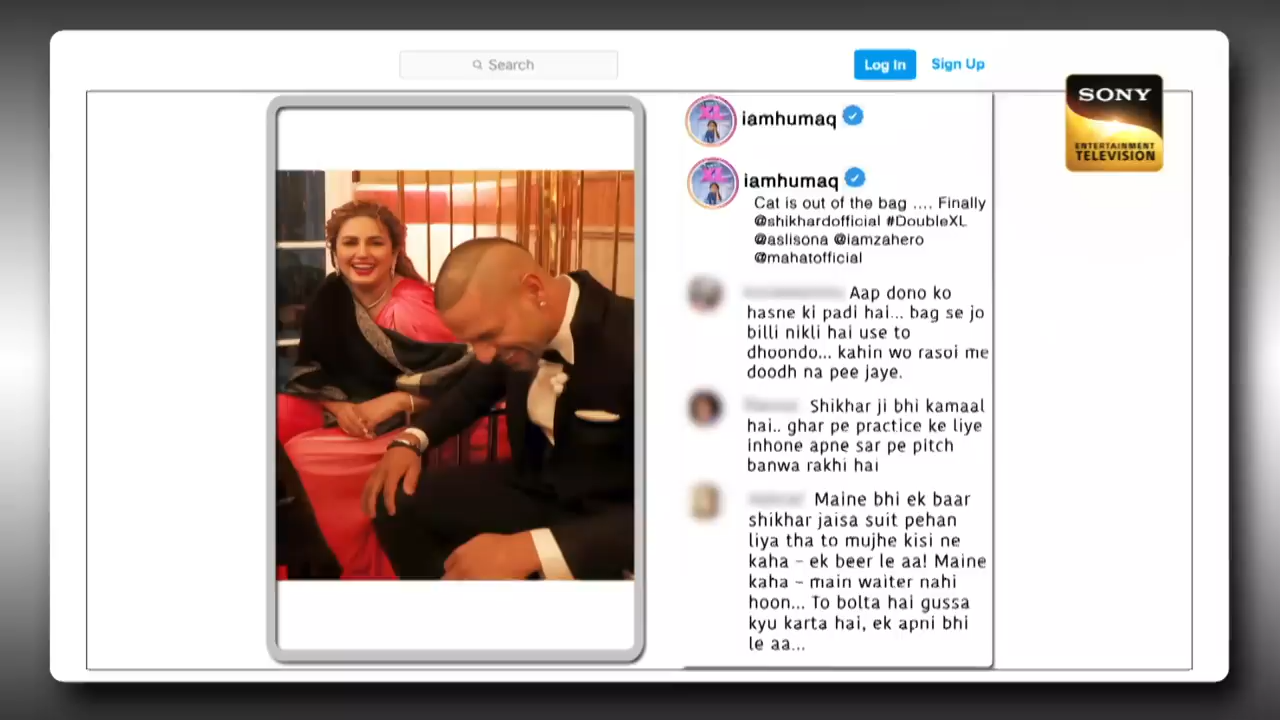 Search
Log In
Sign Up
SONY
ENTERTAINMENT
TELEVISION
iamhumaq
iamhumaq
Cat is out of the bag .... Finally
@shikhardofficial #DoubleXL
@aslisona @iamzahero
@mahatofficial
Aap dono ko
hasne ki padi hai... bag se jo
billi nikli hai use to
dhoondo... kahin wo rasoi me
doodh na pee jaye.
Shikhar ji bhi kamaal
hai.. ghar pe practice ke liye
inhone apne sar pe pitch
banwa rakhi hai
Maine bhi ek baar
shikhar jaisa suit pehan
liya tha to mujhe kisi ne
kaha - ek beer le aa! Maine
kaha - main waiter nahi
hoon... To bolta hai gussa
kyu karta hai, ek apni bhi
le aa...